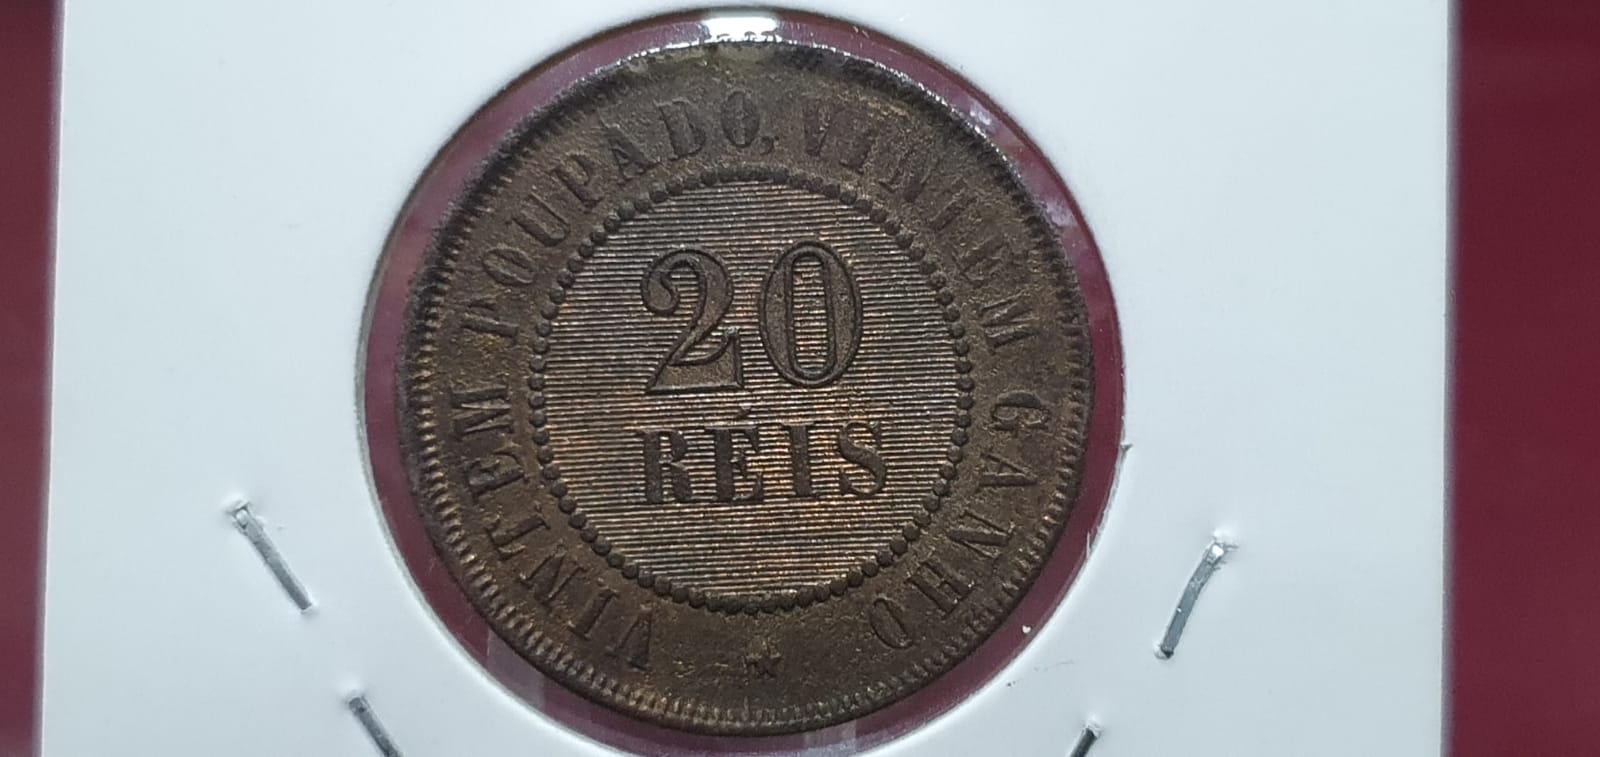 VINTEM POUPADO, VINTEM GANHO
20
RÉIS